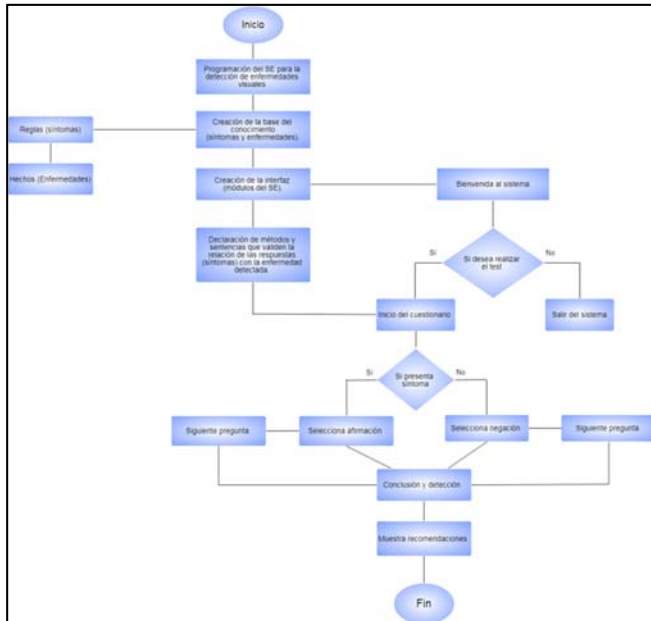 Inicio
Programación del SE para la
detección de enfermedades
visuales
Creación de la base del
conocimiento
(síntomas y enfermedades).
Reglas (síntomas)
Hechos (Enfermedades)
Creación de la interfaz
(módulos del SE).
Bienvenida al sistema
Declaración de métodos y
sentencias que validen la
relación de las respuestas
(síntomas) con la enfermedad
detectada.
Si desea realizar
el test
Sí
No
Inicio del cuestionario
Salir del sistema
Si presenta
síntoma
Sí
No
Siguiente pregunta
Selecciona afirmación
Selecciona negación
Siguiente pregunta
Conclusión y detección
Muestra recomendaciones
Fin